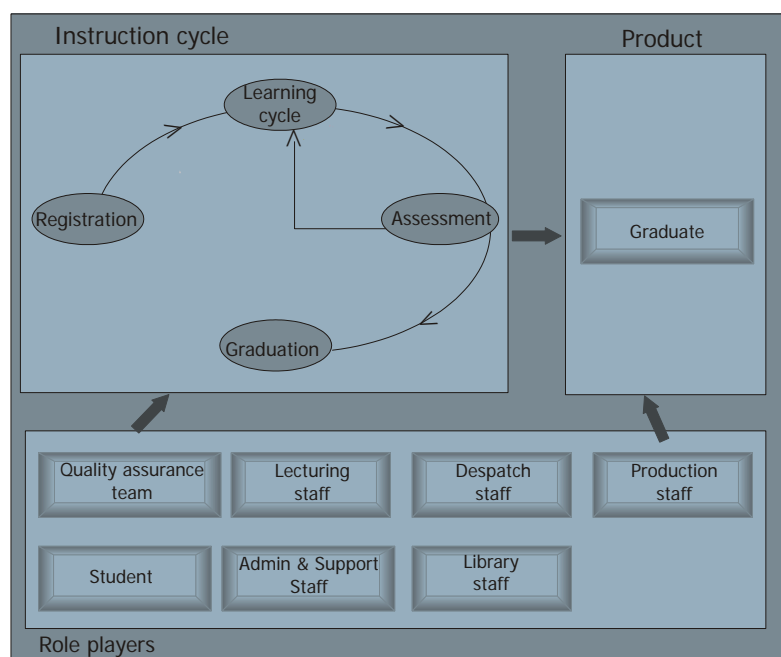 Instruction cycle
Product
Learning
cycle
Registration
Assessment
Graduate
Graduation
Quality assurance
team
Lecturing
staff
Despatch
staff
Production
staff
Student
Admin & Support
Staff
Library
staff
Role players